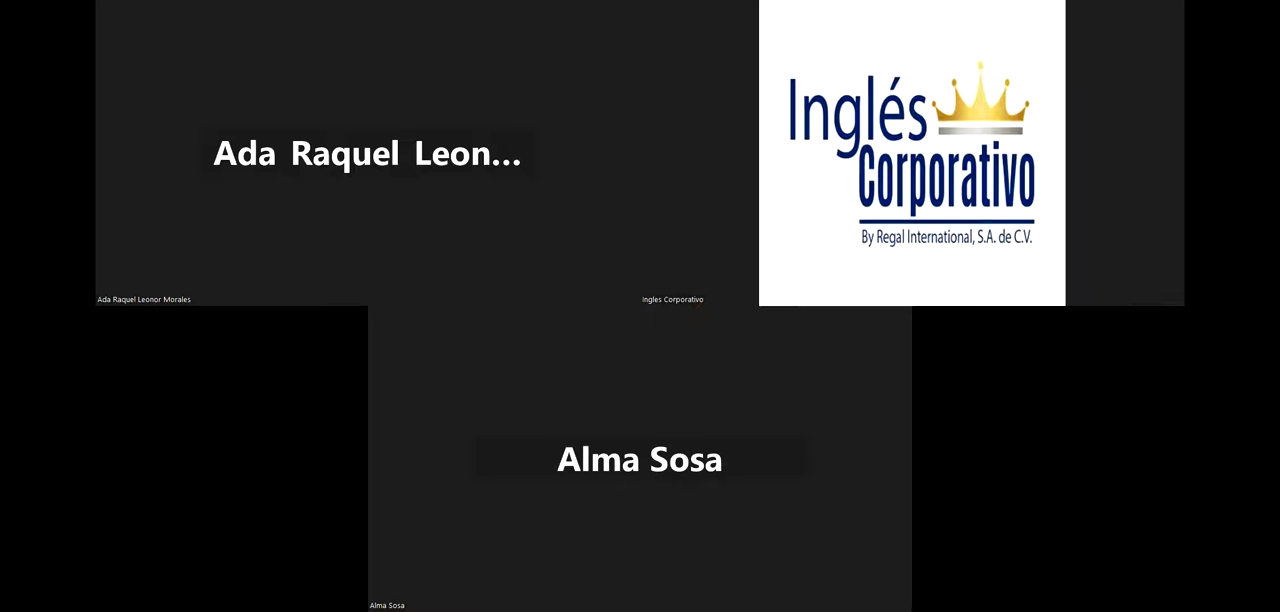 Ada Raquel Leon...
Inglés
Corporativo
By Regal International, S.A. de C.V.
Ada Raquel Leonor Morales
Ingles Corporativo
Alma Sosa
Alma Sosa